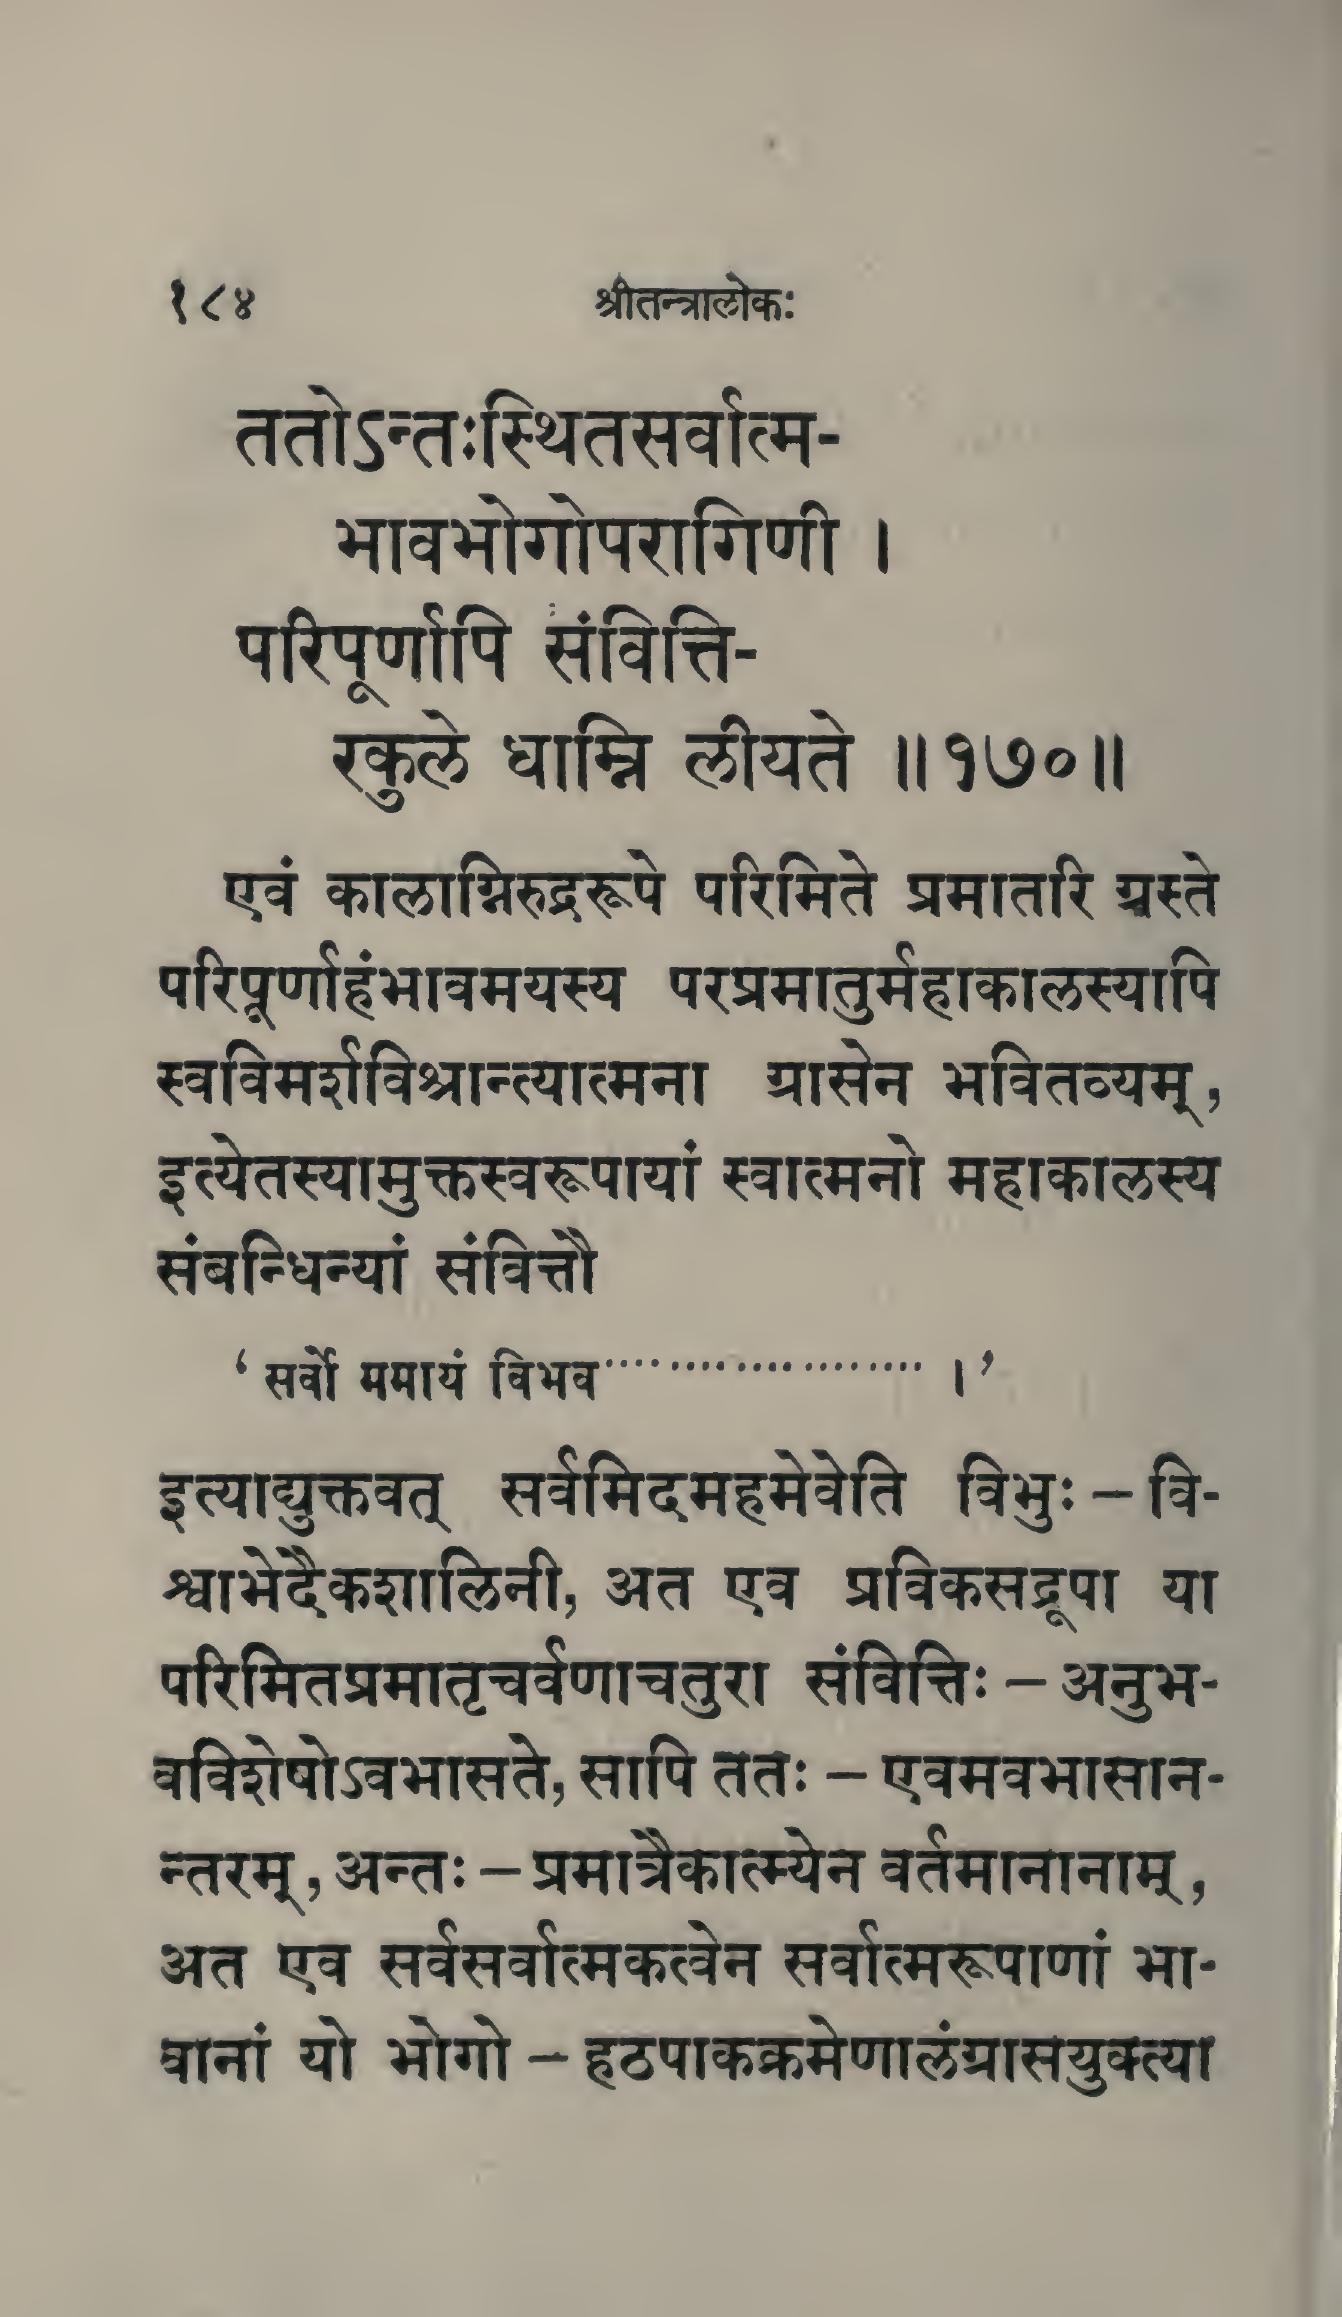 १८४ श्रीतन्त्रालोकः
ततोऽन्तःस्थितसर्वात्म-
भावभोगोपरागिणी ।
परिपूर्णापि संवित्ति-
रकुले धाम्नि लीयते ॥१७०॥
एवं कालाग्निरुद्ररूपे परिमिते प्रमातरि ग्रस्ते
परिपूर्णाहंभावमयस्य परप्रमातुर्महाकालस्यापि
स्वविमर्शविश्रान्त्यात्मना ग्रासेन भवितव्यम्,
इत्येतस्यामुक्तस्वरूपायां स्वात्मनो महाकालस्य
संबन्धिन्यां संवित्तौ
‘ सर्वो ममायं विभव····················· ।’
इत्याद्युक्तवत् सर्वमिदमहमेवेति विभुः – वि-
श्वाभेदैकशालिनी, अत एव प्रविकसद्रूपा या
परिमितप्रमातृचर्वणाचतुरा संवित्तिः – अनुभ-
वविशेषोऽवभासते, सापि ततः – एवमवभासान-
न्तरम्, अन्तः – प्रमात्रैकात्म्येन वर्तमानानाम्,
अत एव सर्वसर्वात्मकत्वेन सर्वात्मरूपाणां भा-
वानां यो भोगो – हठपाकक्रमेणालंग्रासयुक्त्या